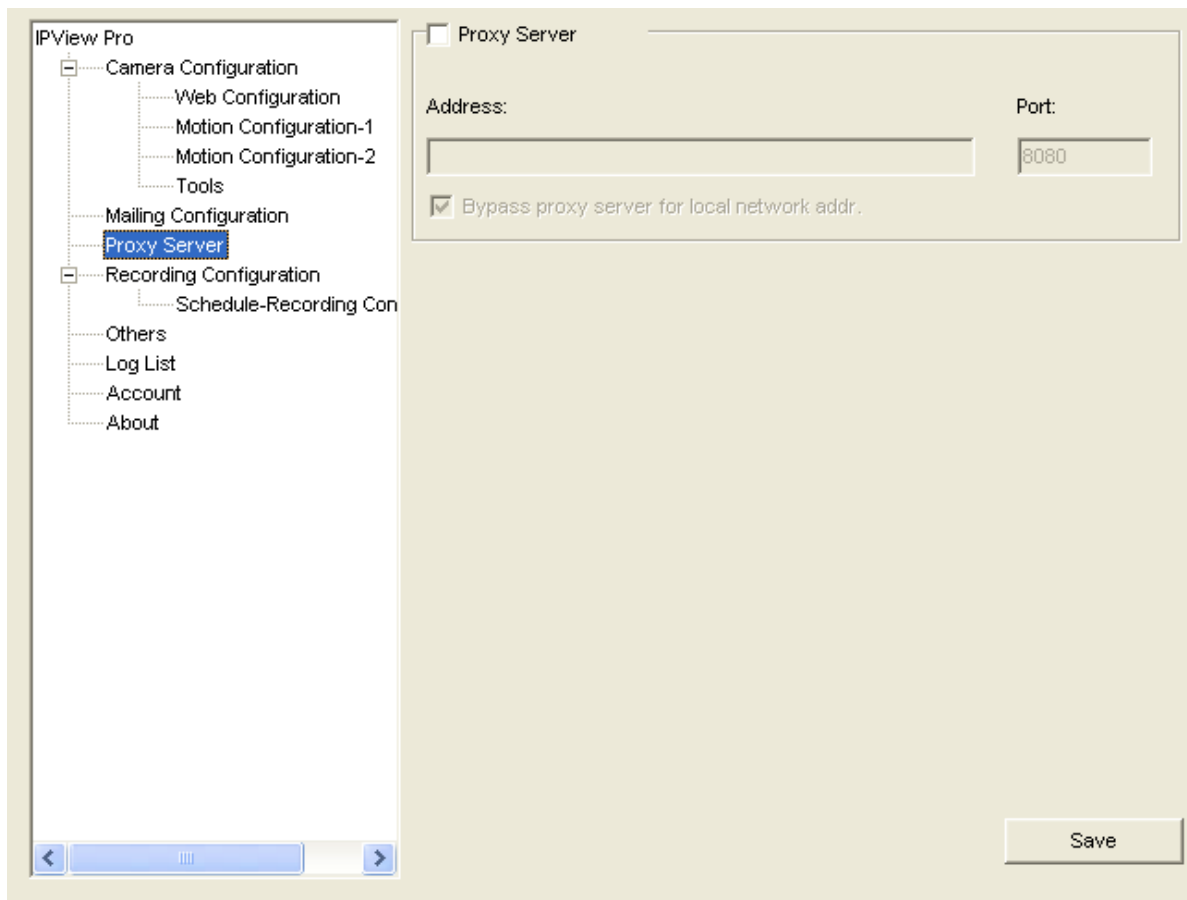 IPView Pro
Camera Configuration
Web Configuration
Motion Configuration-1
Motion Configuration-2
Tools
Mailing Configuration
Proxy Server
Recording Configuration
Schedule-Recording Con
Others
Log List
Account
About
Proxy Server
Address:
Port:
8080
Bypass proxy server for local network addr.
Save